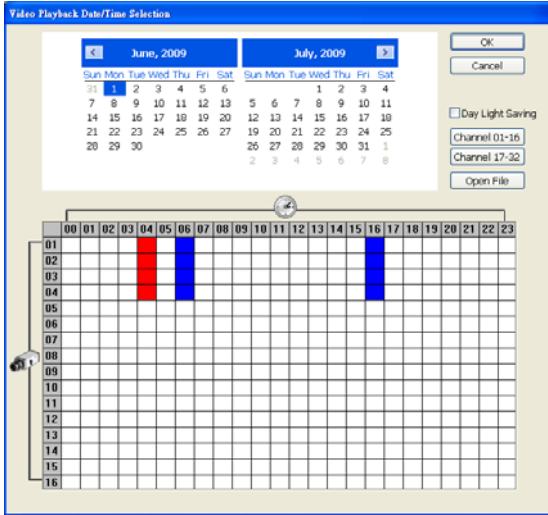 Video Playback Date/Time Selection
June, 2009
Sun Mon Tue Wed Thu Fri Sat
31 1 2 3 4 5 6
7 8 9 10 11 12 13
14 15 16 17 18 19 20
21 22 23 24 25 26 27
28 29 30
July, 2009
Sun Mon Tue Wed Thu Fri Sat
1 2 3 4
5 6 7 8 9 10 11
12 13 14 15 16 17 18
19 20 21 22 23 24 25
26 27 28 29 30 31 1
2 3 4 5 6 7 8
OK
Cancel
Day Light Saving
Channel 01-16
Channel 17-32
Open File
00 01 02 03 04 05 06 07 08 09 10 11 12 13 14 15 16 17 18 19 20 21 22 23
01
02
03
04
05
06
07
08
09
10
11
12
13
14
15
16